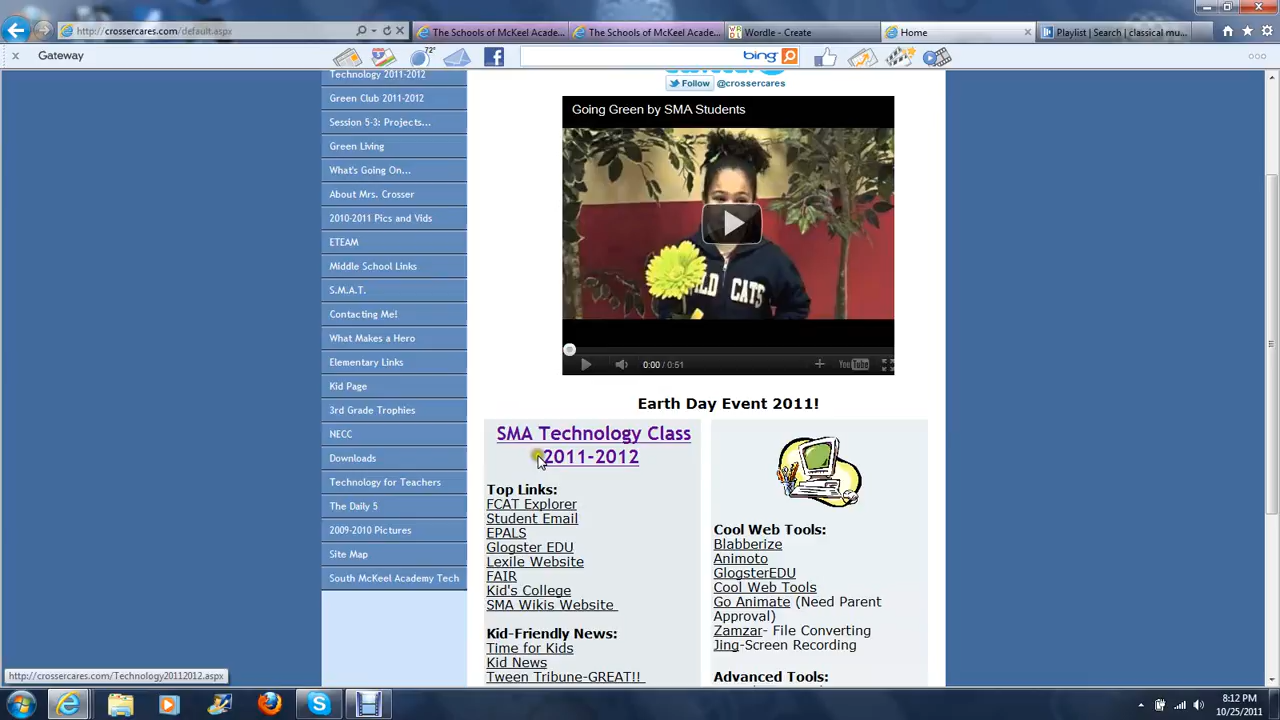 http://crossercares.com/default.aspx
The Schools of McKeel Acade...
The Schools of McKeel Acade...
Wordle - Create
Home
Playlist | Search | classical mu...
Gateway
72°
bing
Technology 2011-2012
Green Club 2011-2012
Session 5-3: Projects...
Green Living
What's Going On...
About Mrs. Crosser
2010-2011 Pics and Vids
ETEAM
Middle School Links
S.M.A.T.
Contacting Me!
What Makes a Hero
Elementary Links
Kid Page
3rd Grade Trophies
NECC
Downloads
Technology for Teachers
The Daily 5
2009-2010 Pictures
Site Map
South McKeel Academy Tech
Follow @crossercares
Going Green by SMA Students
LD CATS
0:00 / 0:51
YouTube
Earth Day Event 2011!
SMA Technology Class
2011-2012
Top Links:
FCAT Explorer
Student Email
EPALS
Glogster EDU
Lexile Website
FAIR
Kid's College
SMA Wikis Website
Kid-Friendly News:
Time for Kids
Kid News
Tween Tribune-GREAT!!
Cool Web Tools:
Blabberize
Animoto
GlogsterEDU
Cool Web Tools
Go Animate (Need Parent
Approval)
Zamzar- File Converting
Jing-Screen Recording
Advanced Tools:
http://crossercares.com/Technology20112012.aspx
8:12 PM
10/25/2011